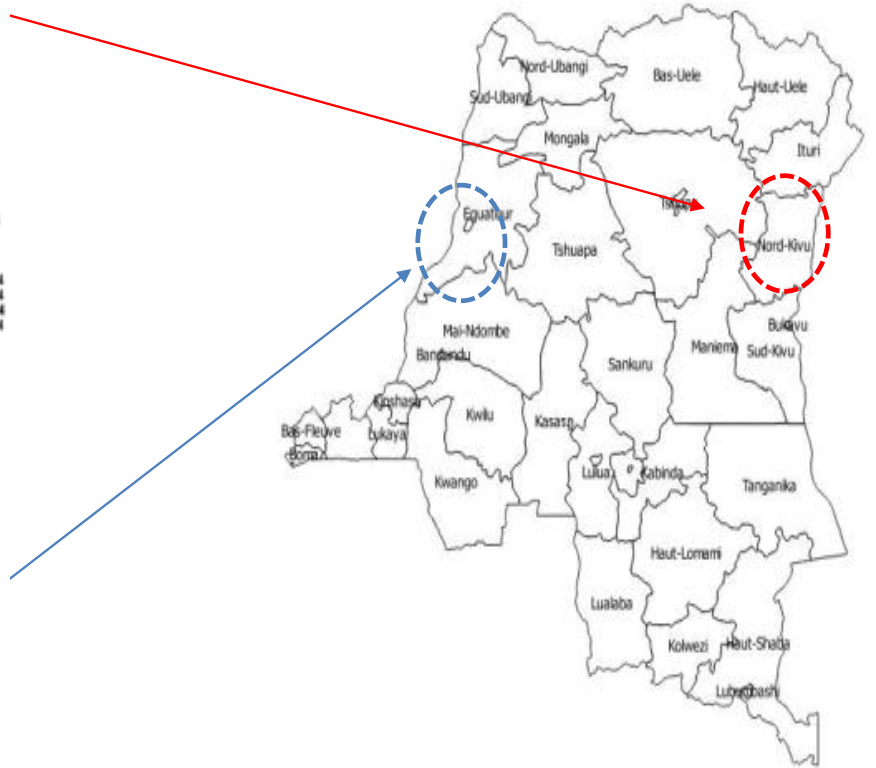 Nord-Ubangi
Bas-Uele
Haut-Uele
Sud-Ubangi
Mongala
Ituri
Equateur
Nord-Kivu
Tshuapa
Bukavu
Mai-Ndombe
Maniema
Sud-Kivu
Bandundu
Sankuru
Kinshasa
Kwilu
Kasasn
Bas-Fleuve
Lukaya
Boma
Lulua
Kabinda
Kwango
Tanganika
Haut-Lomami
Lualaba
Kolwezi
Haut-Shaba
Lubumbashi